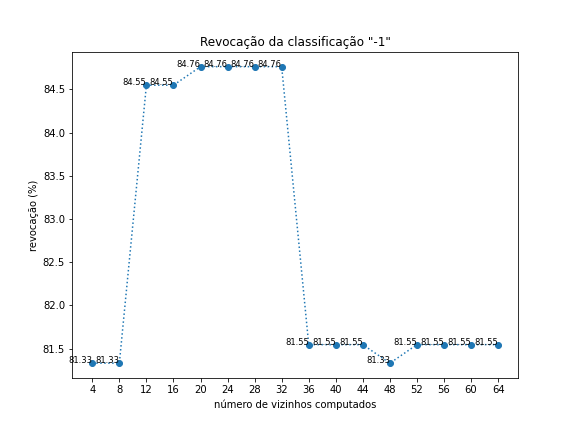 Revocação da classificação "-1"
84.76 84.76 84.76 84.76
84.55 84.55
81.55 81.55 81.55 81.55 81.55 81.55 81.55
81.33 81.33 81.33
84.5
84.0
83.5
83.0
82.5
82.0
81.5
revocação (%)
4 8 12 16 20 24 28 32 36 40 44 48 52 56 60 64
número de vizinhos computados